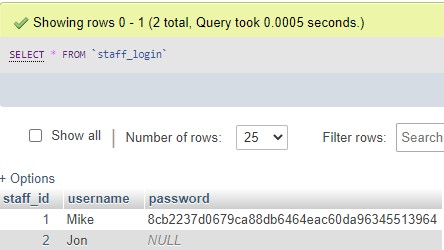 Showing rows 0 - 1 (2 total, Query took 0.0005 seconds.)
SELECT * FROM `staff_login`
Show all | Number of rows: 25 Filter rows: Search
+ Options
staff_id username password
1 Mike 8cb2237d0679ca88db6464eac60da96345513964
2 Jon NULL